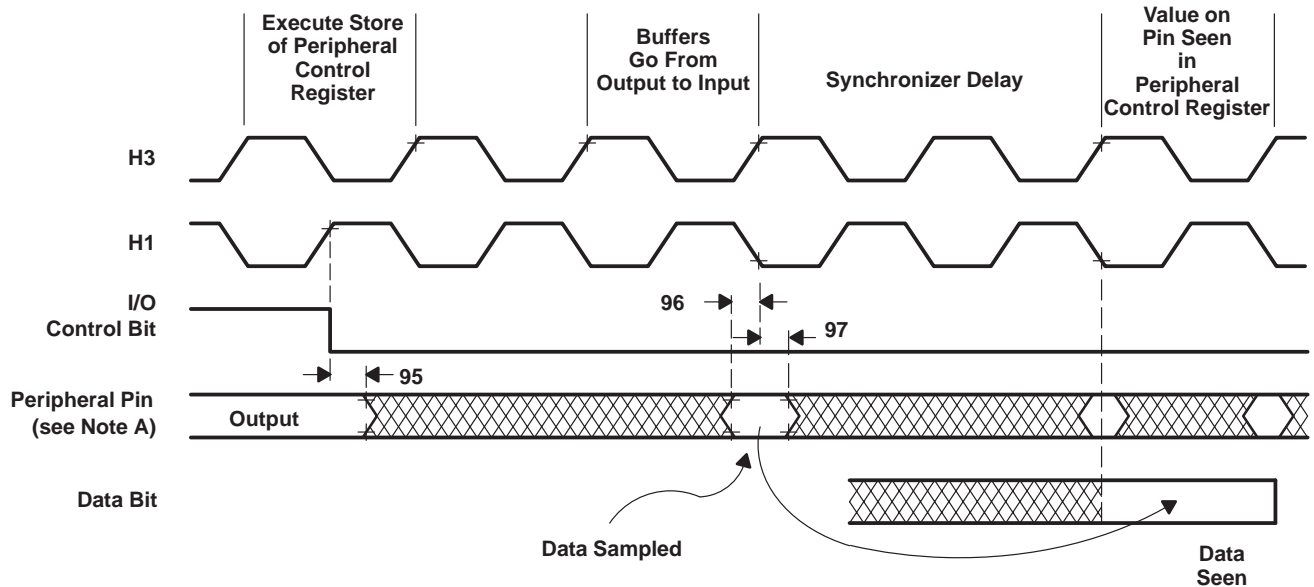 Execute Store
of Peripheral
Control
Register
Buffers
Go From
Output to Input
Synchronizer Delay
Value on
Pin Seen
in
Peripheral
Control Register
H3
H1
I/O
Control Bit
96
97
95
Peripheral Pin
(see Note A)
Output
Data Bit
Data Sampled
Data
Seen